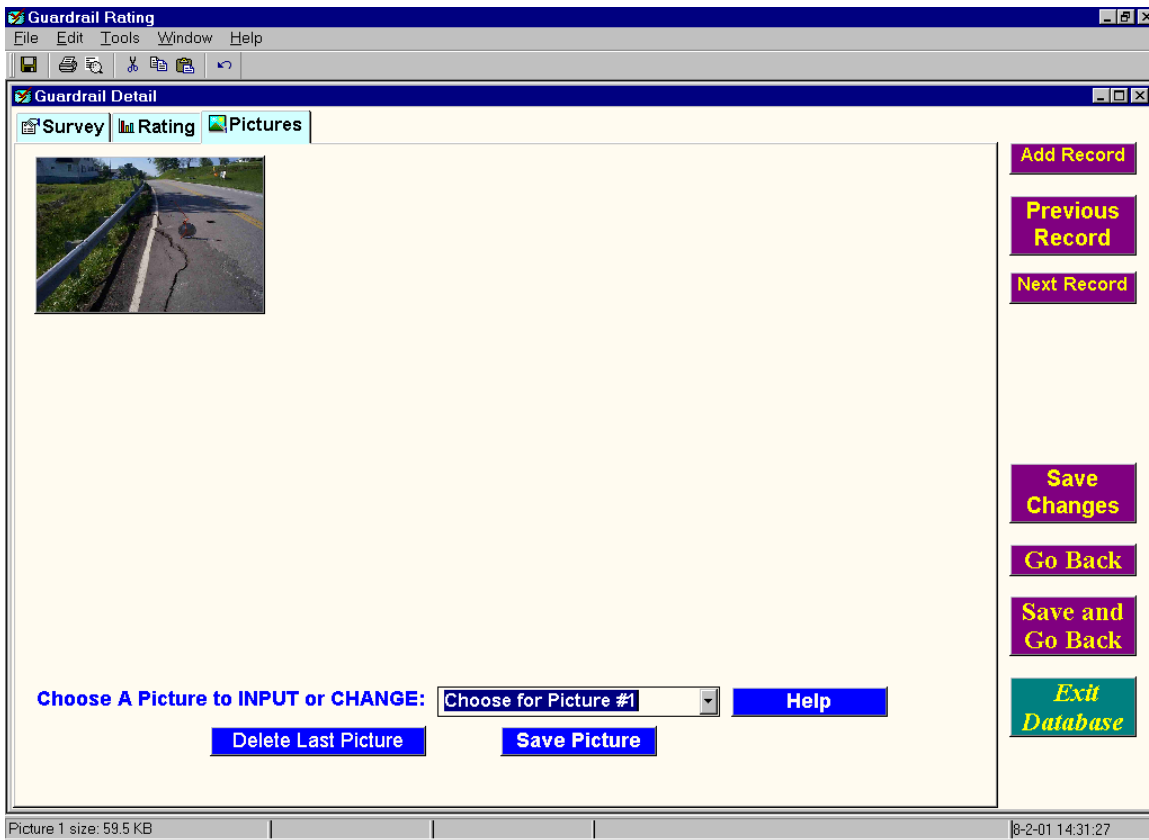 Guardrail Rating
File Edit Tools Window Help
Guardrail Detail
Survey Rating Pictures
Add Record
Previous
Record
Next Record
Save
Changes
Go Back
Save and
Go Back
Choose A Picture to INPUT or CHANGE: Choose for Picture #1 Help
Exit
Database
Delete Last Picture Save Picture
Picture 1 size: 59.5 KB 8-2-01 14:31:27